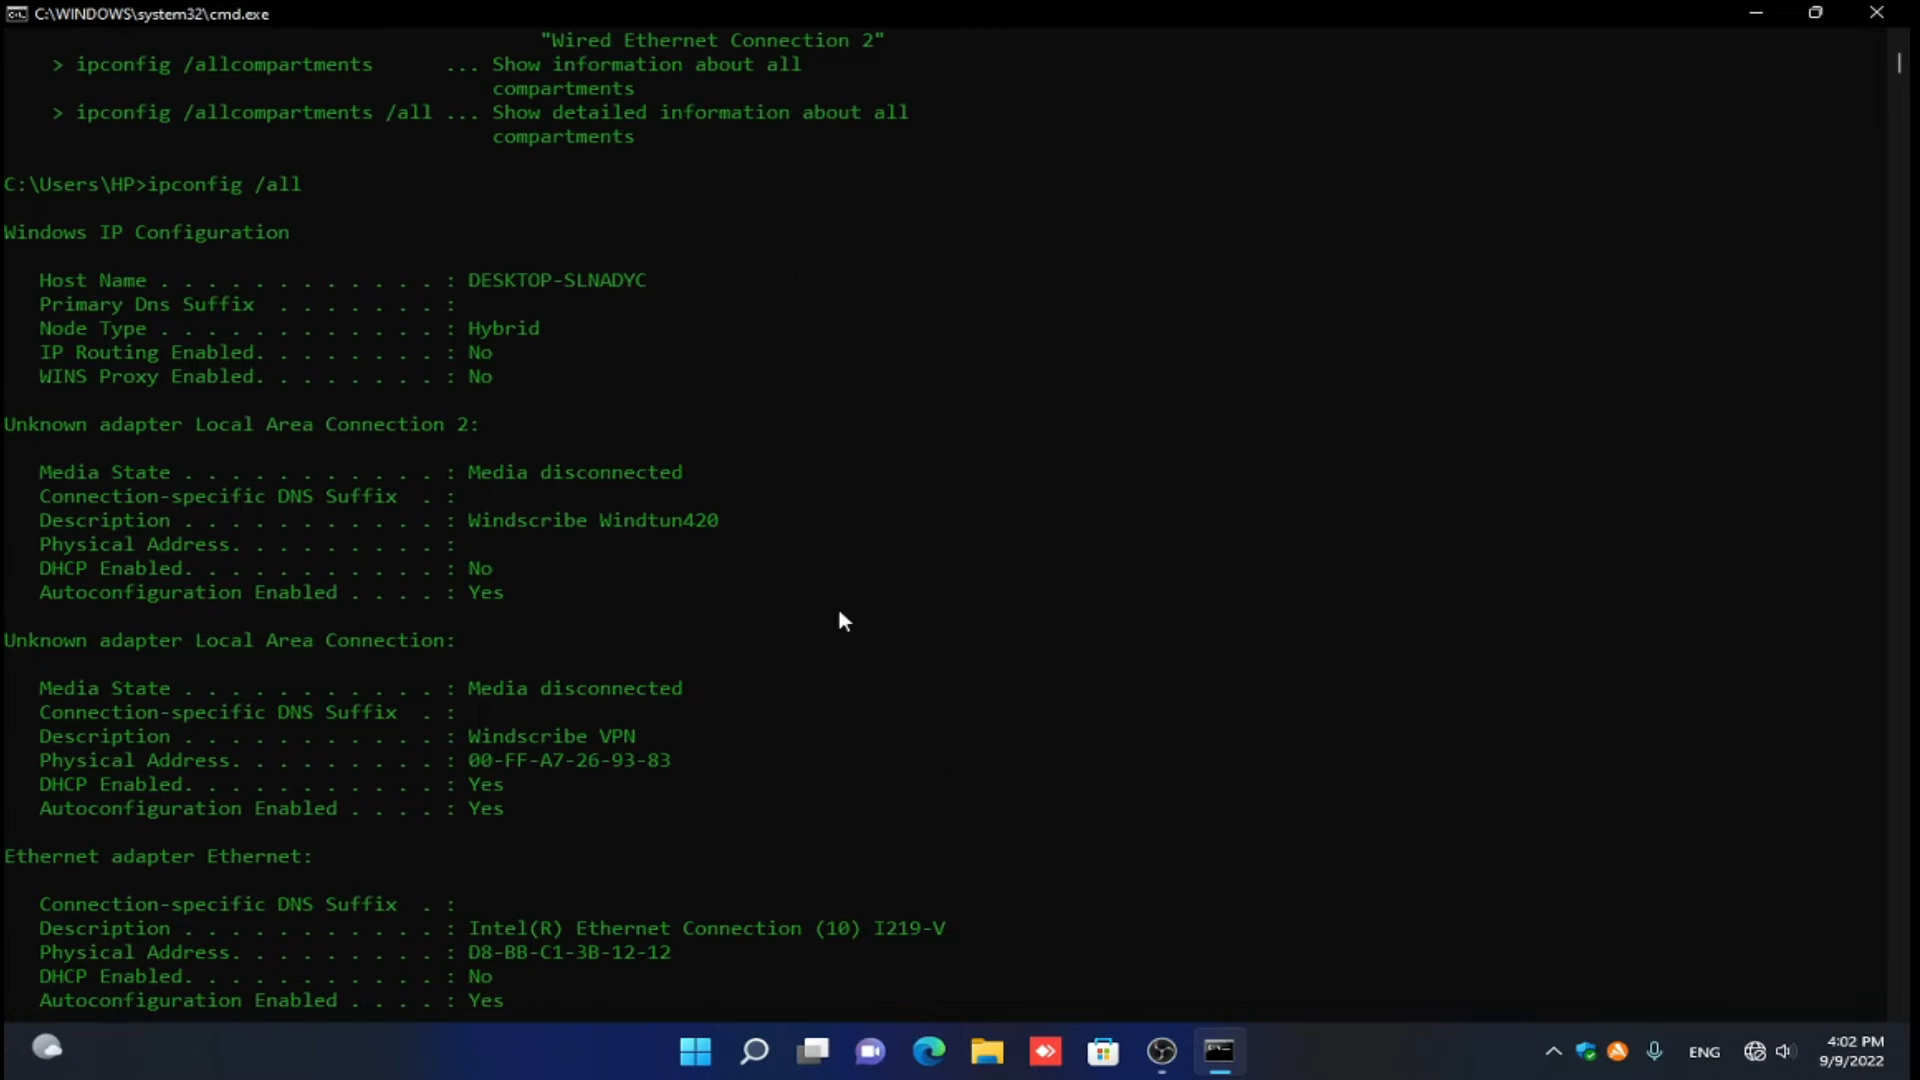 C:\WINDOWS\system32\cmd.exe
"Wired Ethernet Connection 2"
> ipconfig /allcompartments ... Show information about all
compartments
> ipconfig /allcompartments /all ... Show detailed information about all
compartments
C:\Users\HP>ipconfig /all
Windows IP Configuration
Host Name . . . . . . . . . . . . : DESKTOP-SLNADYC
Primary Dns Suffix . . . . . . . :
Node Type . . . . . . . . . . . . : Hybrid
IP Routing Enabled. . . . . . . . : No
WINS Proxy Enabled. . . . . . . . : No
Unknown adapter Local Area Connection 2:
Media State . . . . . . . . . . . : Media disconnected
Connection-specific DNS Suffix . :
Description . . . . . . . . . . . : Windscribe Windtun420
Physical Address. . . . . . . . . :
DHCP Enabled. . . . . . . . . . . : No
Autoconfiguration Enabled . . . . : Yes
Unknown adapter Local Area Connection:
Media State . . . . . . . . . . . : Media disconnected
Connection-specific DNS Suffix . :
Description . . . . . . . . . . . : Windscribe VPN
Physical Address. . . . . . . . . : 00-FF-A7-26-93-83
DHCP Enabled. . . . . . . . . . . : Yes
Autoconfiguration Enabled . . . . : Yes
Ethernet adapter Ethernet:
Connection-specific DNS Suffix . :
Description . . . . . . . . . . . : Intel(R) Ethernet Connection (10) I219-V
Physical Address. . . . . . . . . : D8-BB-C1-3B-12-12
DHCP Enabled. . . . . . . . . . . : No
Autoconfiguration Enabled . . . . : Yes
ENG
4:02 PM
9/9/2022